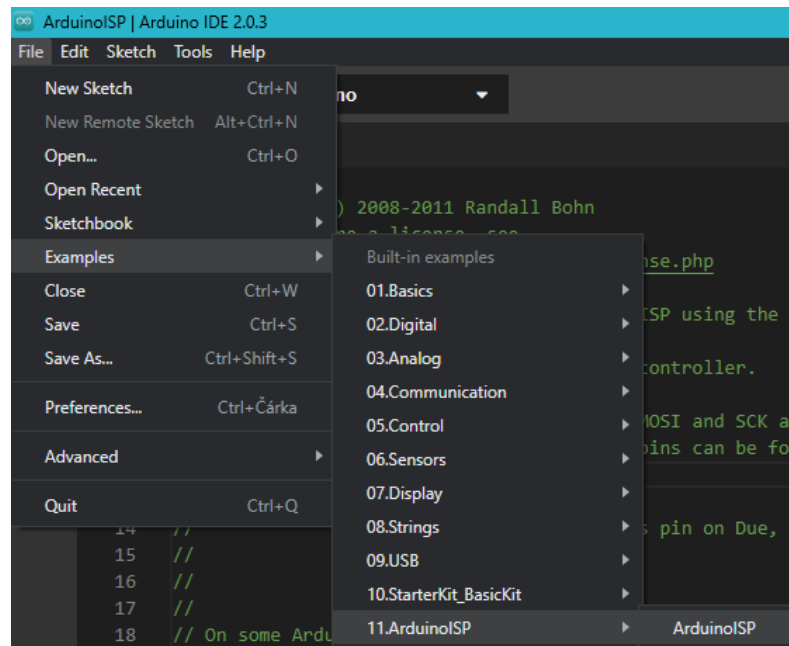 ArduinoISP | Arduino IDE 2.0.3
File Edit Sketch Tools Help
New Sketch Ctrl+N
New Remote Sketch Alt+Ctrl+N
Open... Ctrl+O
Open Recent
Sketchbook
Examples
Close Ctrl+W
Save Ctrl+S
Save As... Ctrl+Shift+S
Preferences... Ctrl+Čárka
Advanced
Quit Ctrl+Q
Built-in examples
01.Basics
02.Digital
03.Analog
04.Communication
05.Control
06.Sensors
07.Display
08.Strings
09.USB
10.StarterKit_BasicKit
11.ArduinoISP
ArduinoISP
no
) 2008-2011 Randall Bohn
nse.php
ISP using the
controller.
MOSI and SCK a
pins can be fo
s pin on Due,
14 //
15 //
16 //
17 //
18 // On some Ardu